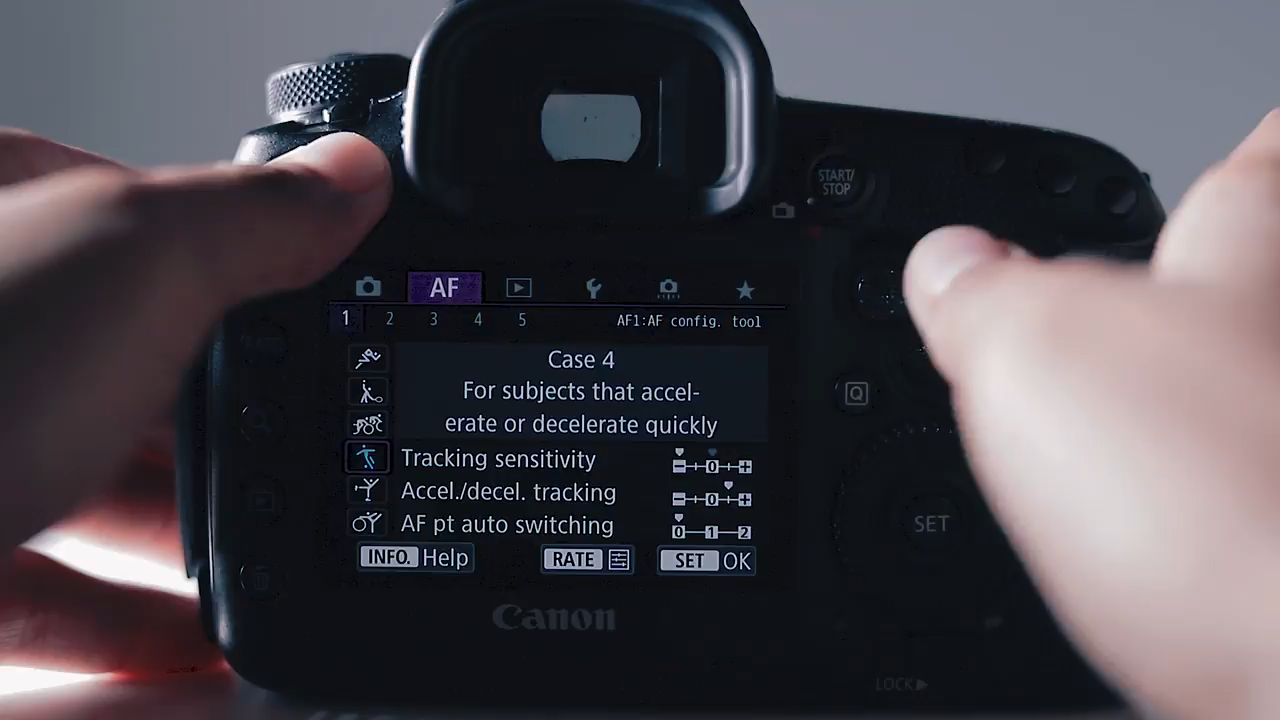 START/
STOP
AF
1 2 3 4 5 AF1:AF config. tool
Case 4
For subjects that accel-
erate or decelerate quickly
Tracking sensitivity - 0 +
Accel./decel. tracking - 0 +
AF pt auto switching 0 1 2
INFO. Help RATE SET OK
Q
SET
Canon
LOCK▶